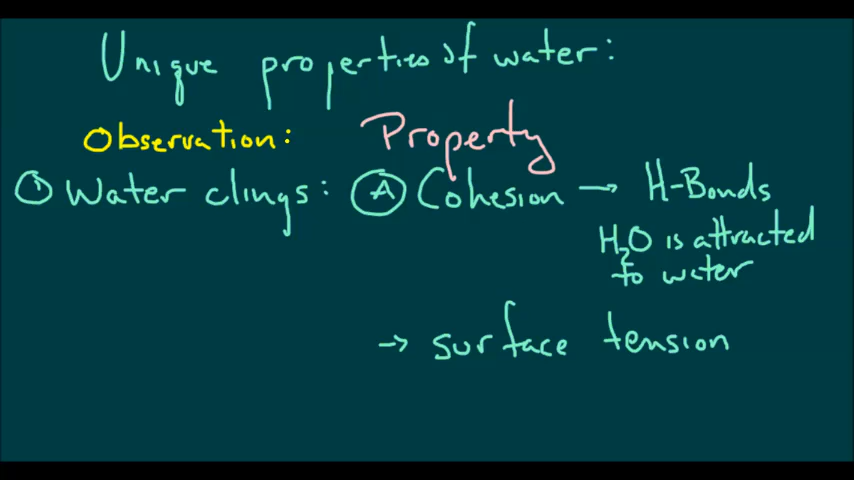 Unique properties of water:
Observation: Property
① Water clings: Ⓐ Cohesion → H-Bonds
H₂O is attracted
to water
→ surface tension